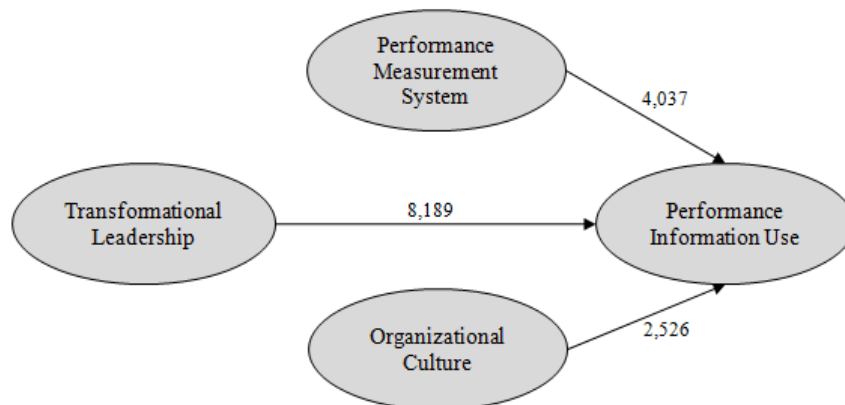 Performance
Measurement
System
4,037
Transformational
Leadership
8,189
Performance
Information Use
Organizational
Culture
2,526